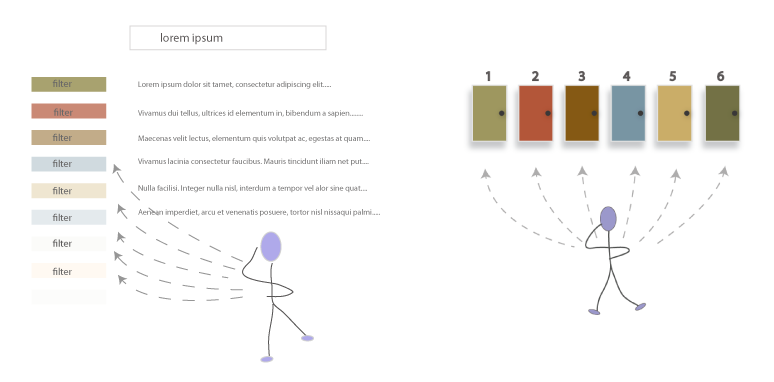 lorem ipsum
filter
Lorem ipsum dolor sit tamet, consectetur adipiscing elit.....
filter
Vivamus dui tellus, ultrices id elementum in, bibendum a sapien........
filter
Maecenas velit lectus, elementum quis volutpat ac, egestas at quam....
filter
Vivamus lacinia consectetur faucibus. Mauris tincidunt iliam net put....
filter
Nulla facilisi. Integer nulla nisl, interdum a tempor vel alor sine quat....
filter
Aenean imperdiet, arcu et venenatis posuere, tortor nisl nissaqui palmi.....
filter
filter
1 2 3 4 5 6